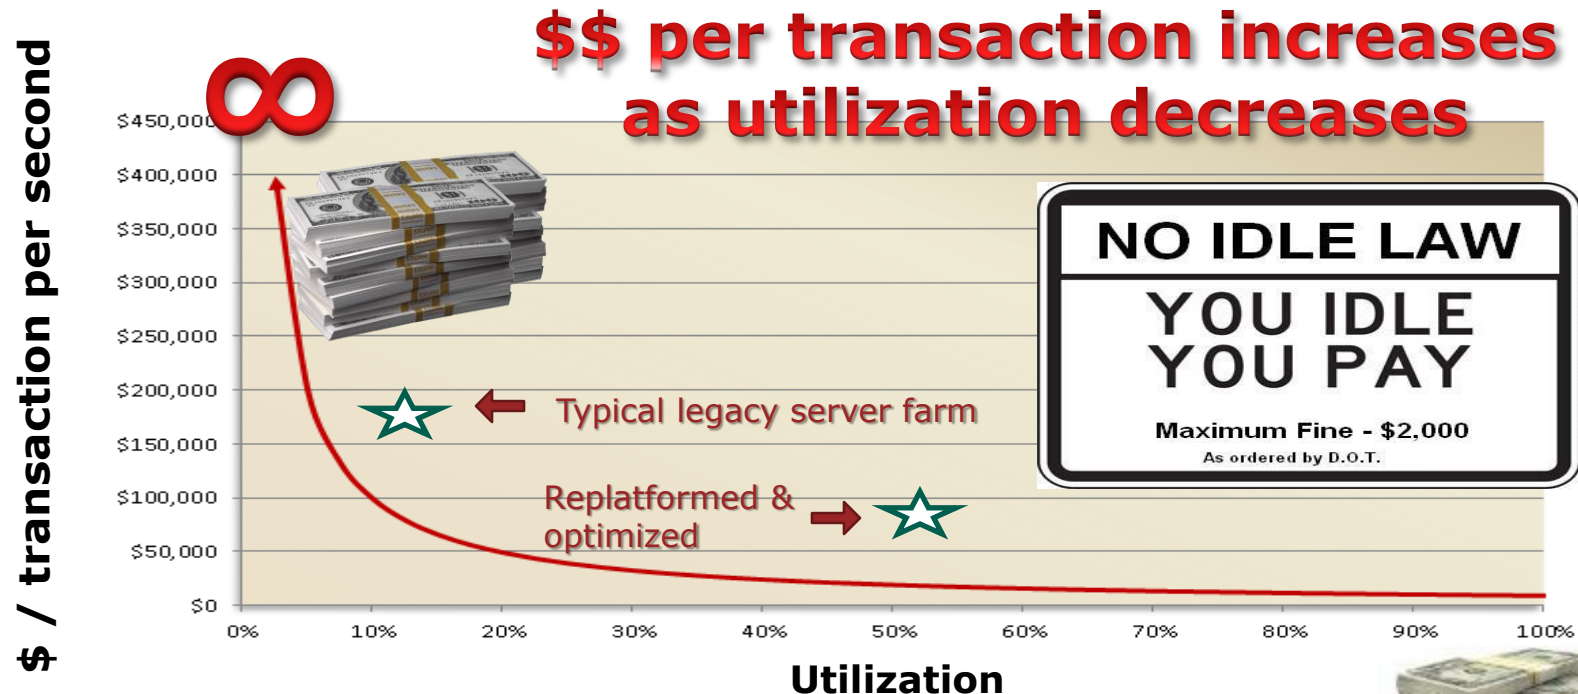 $$ per transaction increases
as utilization decreases
∞
$ / transaction per second
$450,000
$400,000
$350,000
$300,000
$250,000
$200,000
$150,000
$100,000
$50,000
$0
NO IDLE LAW
YOU IDLE
YOU PAY
Maximum Fine - $2,000
As ordered by D.O.T.
Typical legacy server farm
Replatformed &
optimized
0% 10% 20% 30% 40% 50% 60% 70% 80% 90% 100%
Utilization